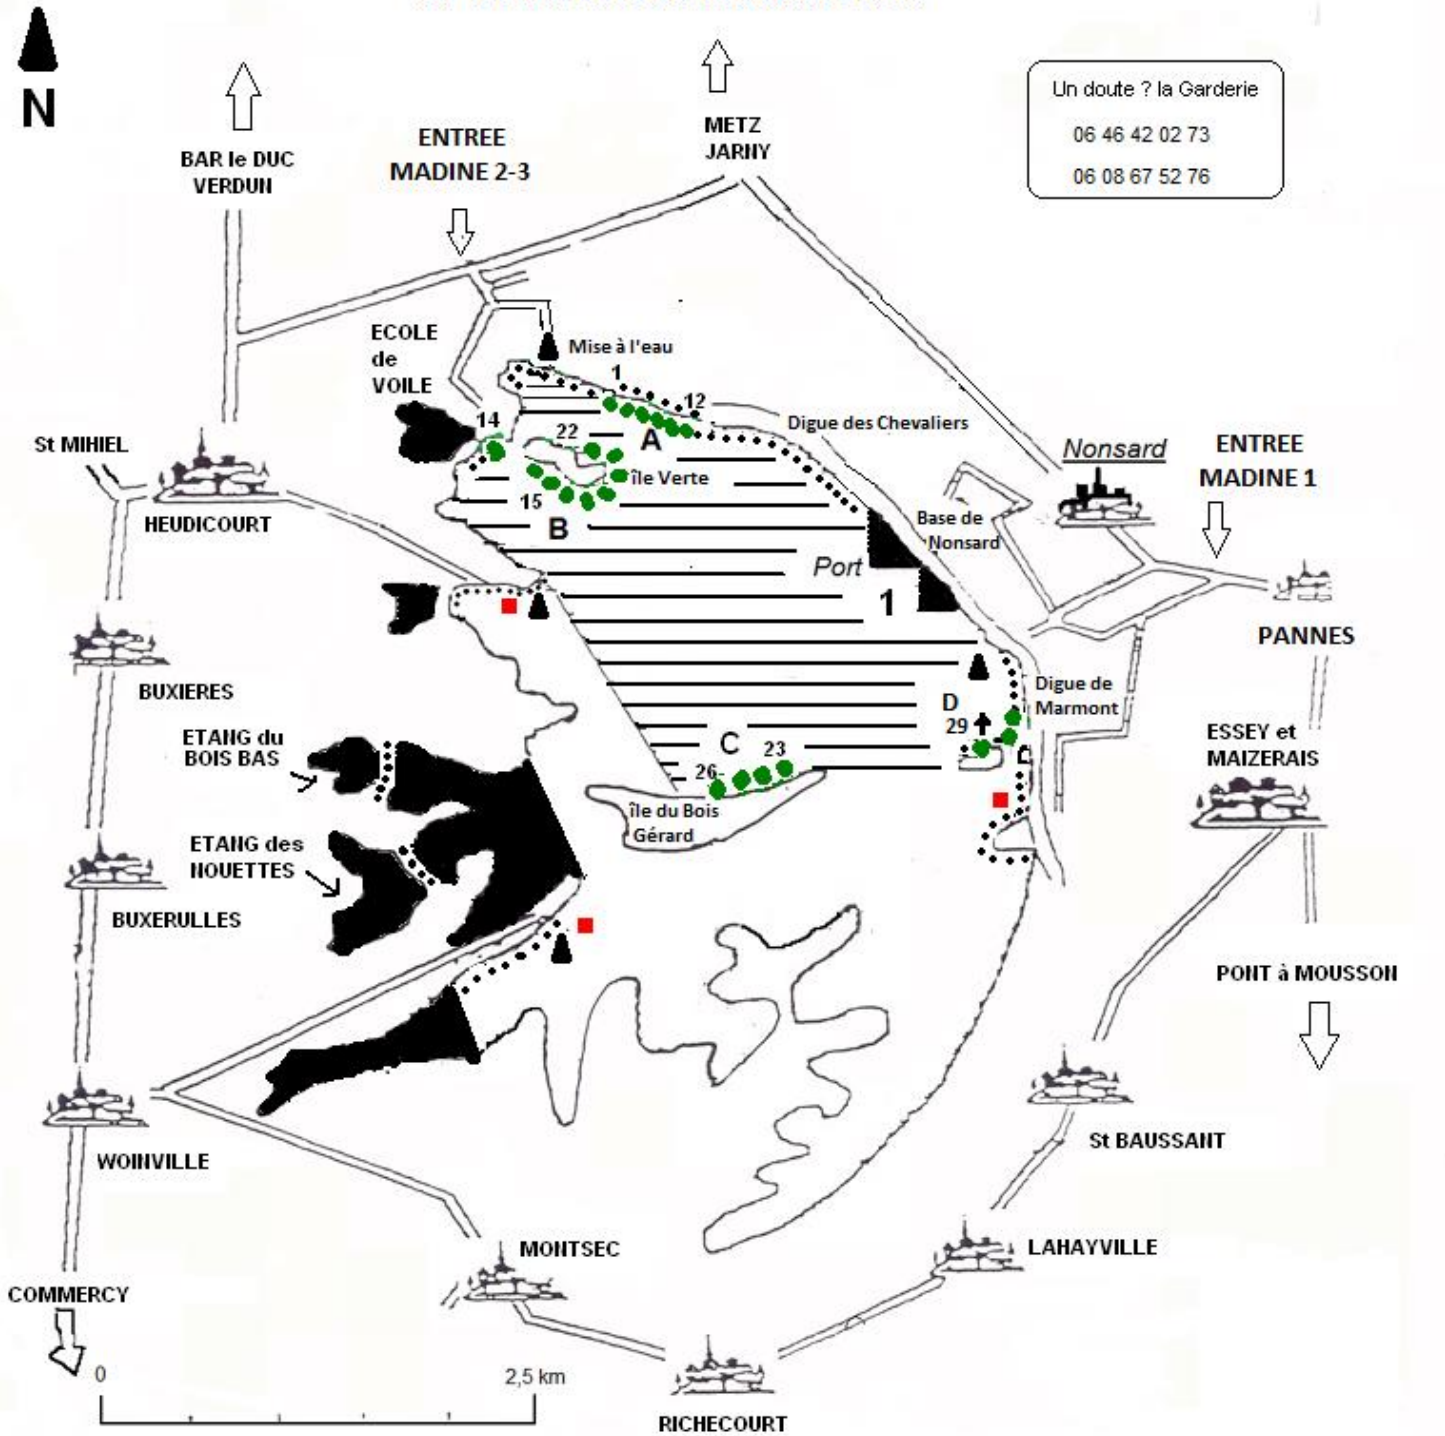 N
BAR le DUC
VERDUN
ENTREE
MADINE 2-3
METZ
JARNY
Un doute ? la Garderie
06 46 42 02 73
06 08 67 52 76
ECOLE
de
VOILE
Mise à l'eau
1
12
14
22
A
Digue des Chevaliers
île Verte
15
B
St MIHIEL
HEUDICOURT
Nonsard
ENTREE
MADINE 1
Base de
Nonsard
Port
1
PANNES
BUXIERES
Digue de
Marmont
D
29
C
23
26
île du Bois
Gérard
ESSEY et
MAIZERAIS
ETANG du
BOIS BAS
ETANG des
NOUETTES
BUXERULLES
PONT à MOUSSON
WOINVILLE
St BAUSSANT
MONTSEC
LAHAYVILLE
COMMERCY
0
2,5 km
RICHECOURT